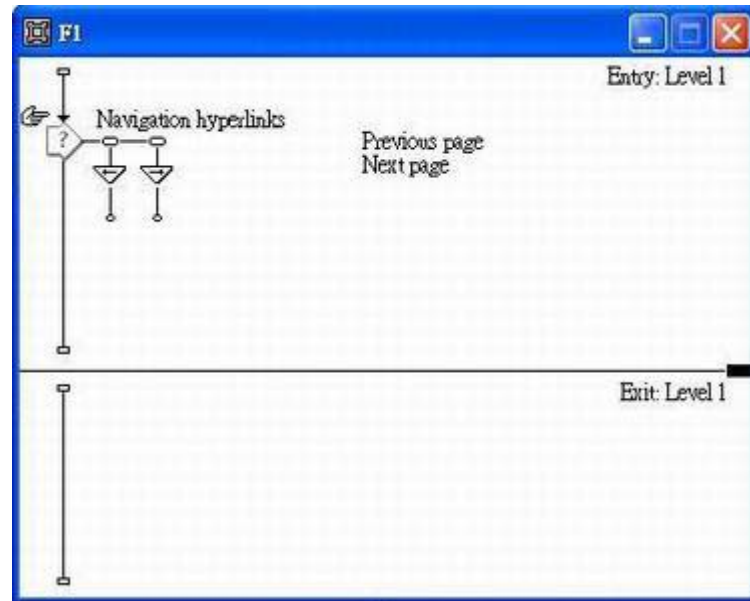 F1
Entry: Level 1
Navigation hyperlinks
?
Previous page
Next page
Exit: Level 1